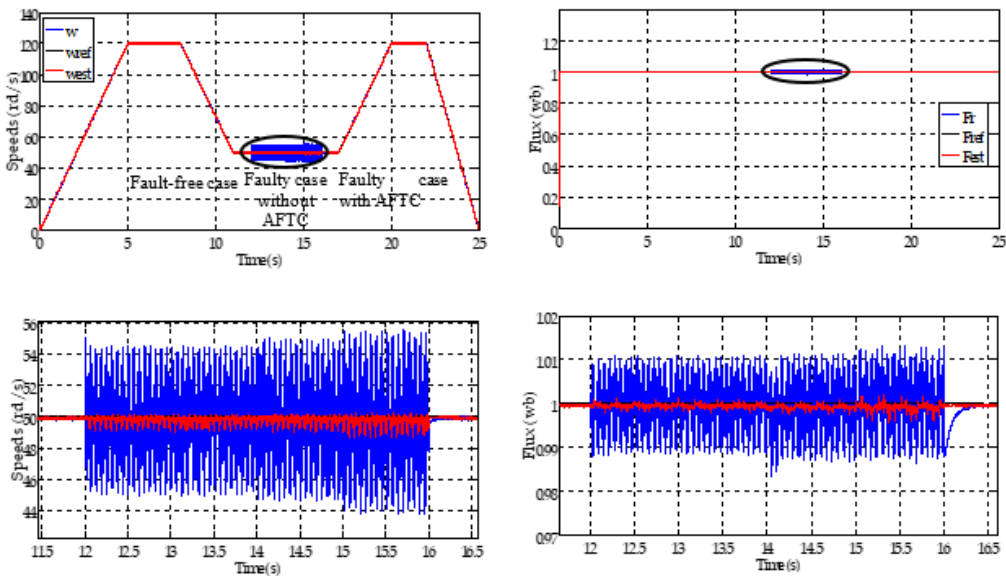 140
120
100
80
60
40
20
0
Speeds (rd/s)
w
wref
west
Fault-free case
Faulty case
without
AFTC
Faulty case
with AFTC
0 5 10 15 20 25
Time(s)
1.2
1
0.8
0.6
0.4
0.2
0
Flux (wb)
Fr
Fref
Fest
0 5 10 15 20 25
Time(s)
56
54
52
50
48
46
44
Speeds (rd/s)
11.5 12 12.5 13 13.5 14 14.5 15 15.5 16 16.5
Time(s)
1.02
1.01
1
0.99
0.98
0.97
Flux (wb)
12 12.5 13 13.5 14 14.5 15 15.5 16 16.5
Time(s)